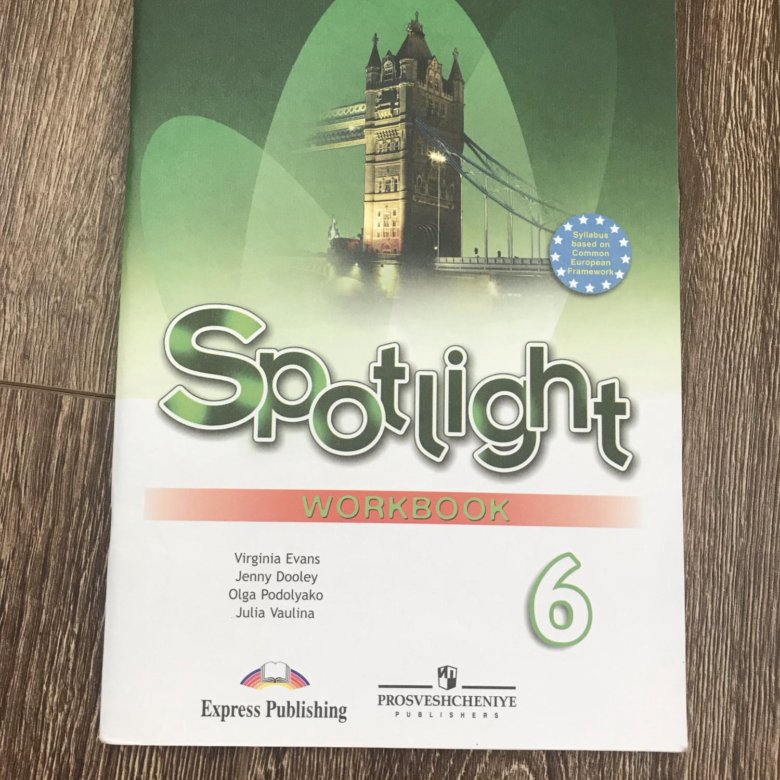 Syllabus
based on
Common
European
Framework
Spotlight
WORKBOOK
Virginia Evans
Jenny Dooley
Olga Podolyako
Julia Vaulina
6
Express Publishing
PROSVESHCHENIYE
PUBLISHERS